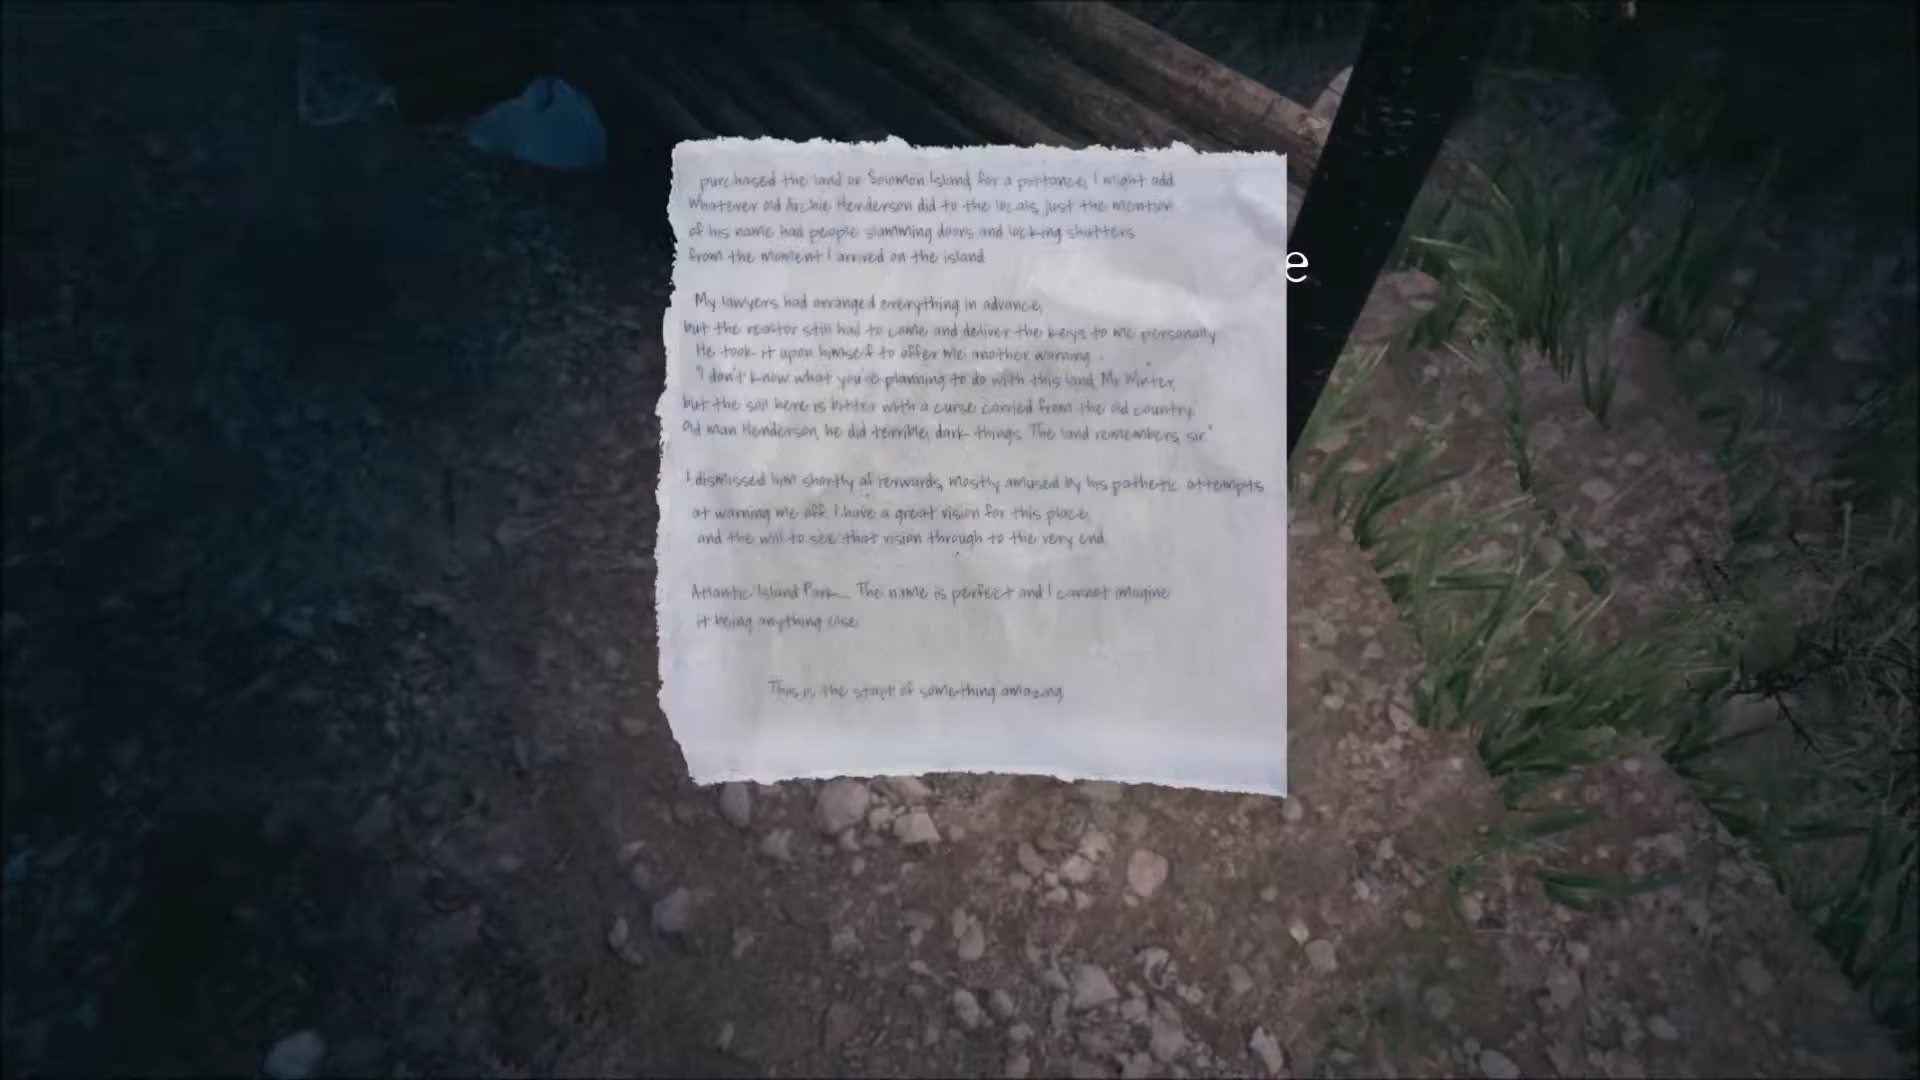 purchased the land on Solomon Island, for a pittance, I might add
Whatever old Archie Henderson did to the locals, just the mention
of his name had people slamming doors and locking shutters
from the moment I arrived on the island
e
My lawyers had arranged everything in advance,
but the realtor still had to come and deliver the keys to me personally
He took it upon himself to offer me another warning
"I don't know what you're planning to do with this land, Mr Winter,
but the soil here is bitter with a curse carried from the old country.
Old man Henderson, he did terrible, dark things. The land remembers, sir."
I dismissed him shortly af rerwards, mostly amused by his pathetic attempts
at warning me off. I have a great vision for this place,
and the will to see that vision through to the very end.
Atlantic Island Park... The name is perfect and I cannot imagine
it being anything else
This is the start of something amazing.